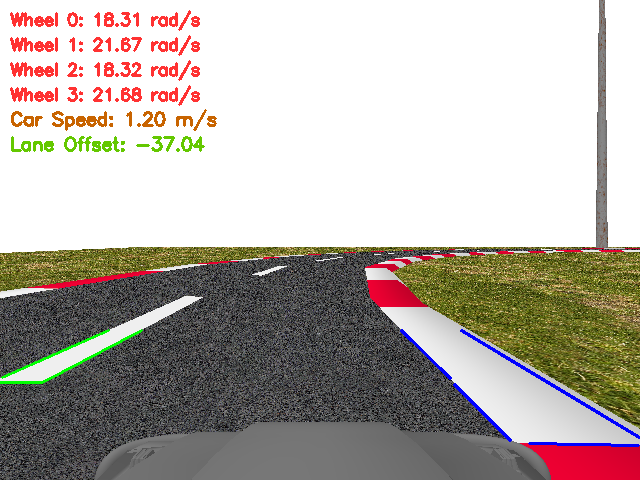 Wheel 0: 18.31 rad/s
Wheel 1: 21.67 rad/s
Wheel 2: 18.32 rad/s
Wheel 3: 21.68 rad/s
Car Speed: 1.20 m/s
Lane Offset: -37.04